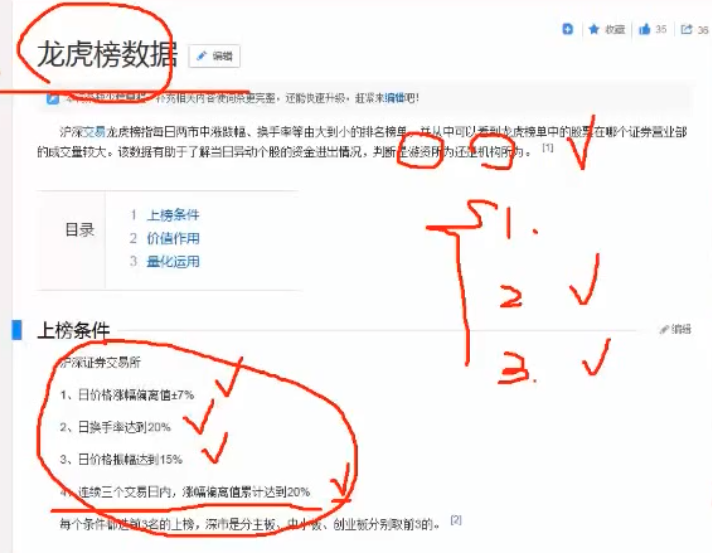 收藏 35 36
龙虎榜数据 编辑
补充相关内容使词条更完整，还能快速升级，赶紧来编辑吧！
沪深交易龙虎榜指每日两市中涨跌幅、换手率等由大到小的排名榜单，并从中可以看到龙虎榜单中的股票在哪个证券营业部
的成交量较大。该数据有助于了解当日异动个股的资金进出情况，判断是游资所为还是机构所为。 [1]
目录
1 上榜条件
2 价值作用
3 量化运用
1.
2
3.
上榜条件 编辑
沪深证券交易所
1、日价格涨幅偏离值±7%
2、日换手率达到20%
3、日价格振幅达到15%
4、连续三个交易日内，涨幅偏离值累计达到20%
每个条件都选前3名的上榜，深市是分主板、中小板、创业板分别取前3的。 [2]